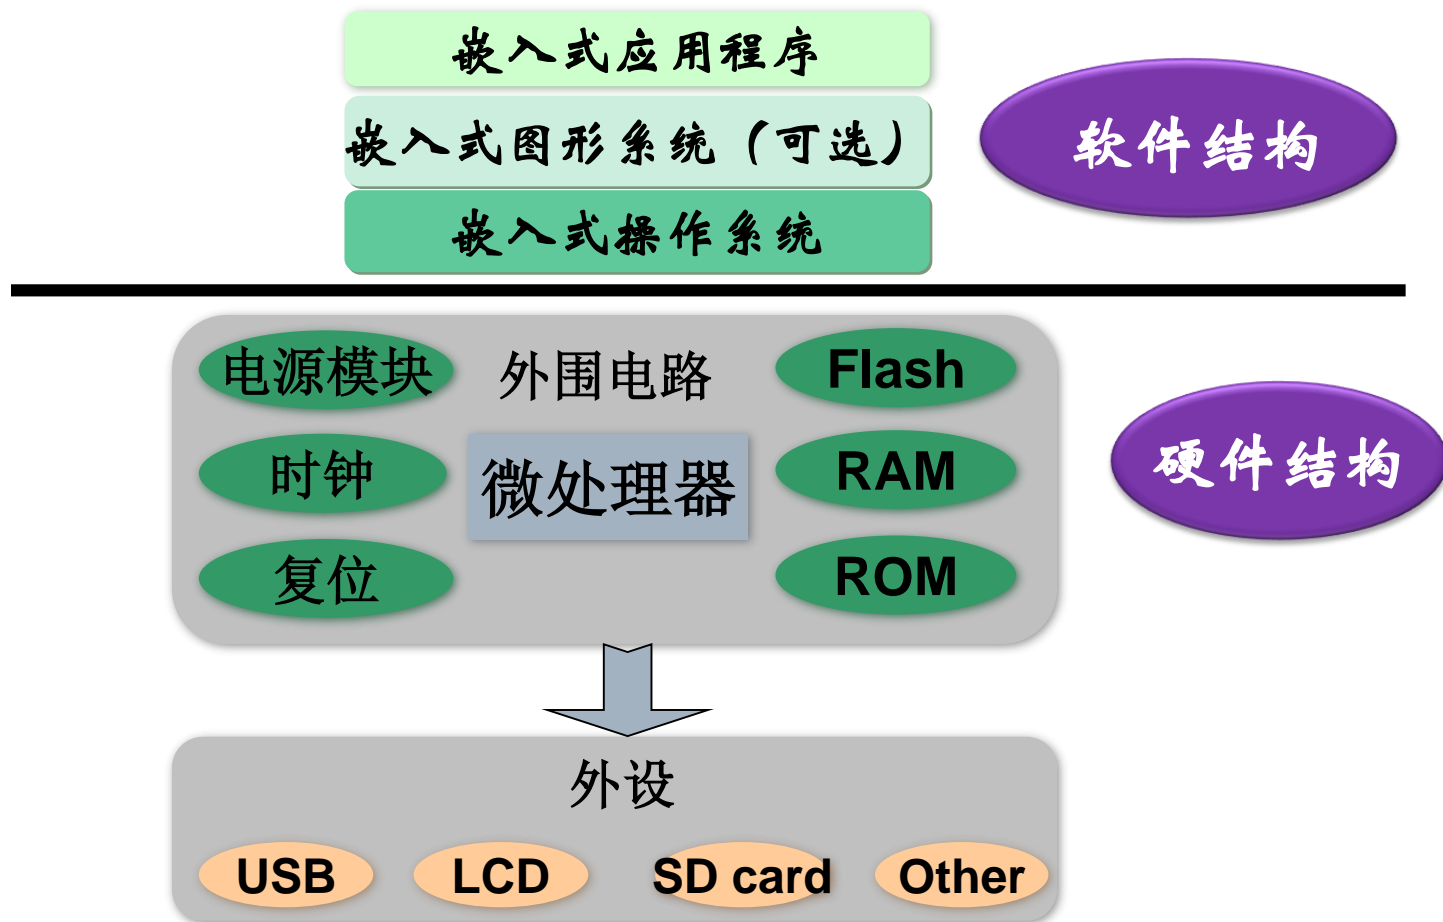 嵌入式应用程序
嵌入式图形系统（可选）
软件结构
嵌入式操作系统
电源模块
外围电路
Flash
时钟
微处理器
RAM
硬件结构
复位
ROM
外设
USB
LCD
SD card
Other